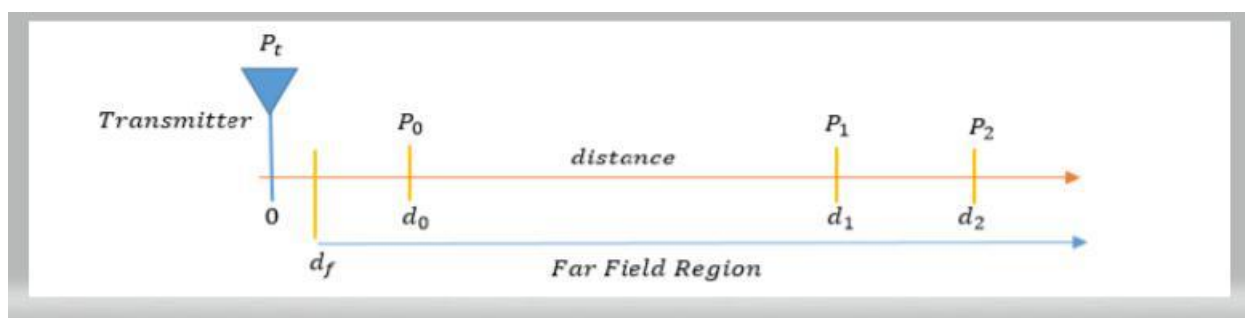 P_t
Transmitter
P_0
P_1
P_2
distance
0
d_0
d_1
d_2
d_f
Far Field Region